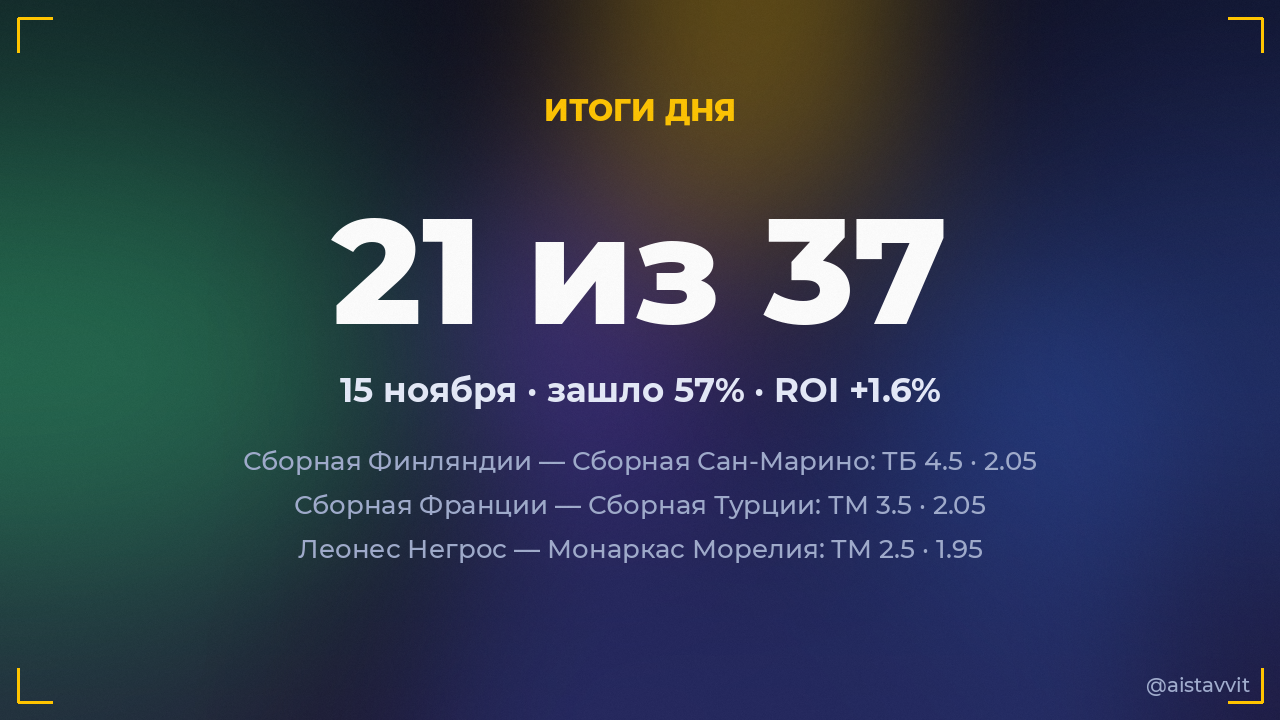 ИТОГИ ДНЯ
21 из 37
15 ноября · зашло 57% · ROI +1.6%
Сборная Финляндии — Сборная Сан-Марино: ТБ 4.5 · 2.05
Сборная Франции — Сборная Турции: ТМ 3.5 · 2.05
Леонес Негрос — Монаркас Морелия: ТМ 2.5 · 1.95
@aistavvit